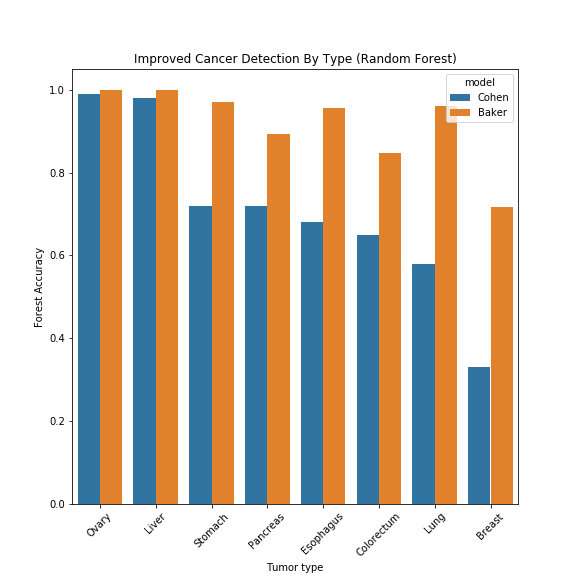 Improved Cancer Detection By Type (Random Forest)
model
Cohen
Baker
Forest Accuracy
1.0
0.8
0.6
0.4
0.2
0.0
Ovary
Liver
Stomach
Pancreas
Esophagus
Colorectum
Lung
Breast
Tumor type